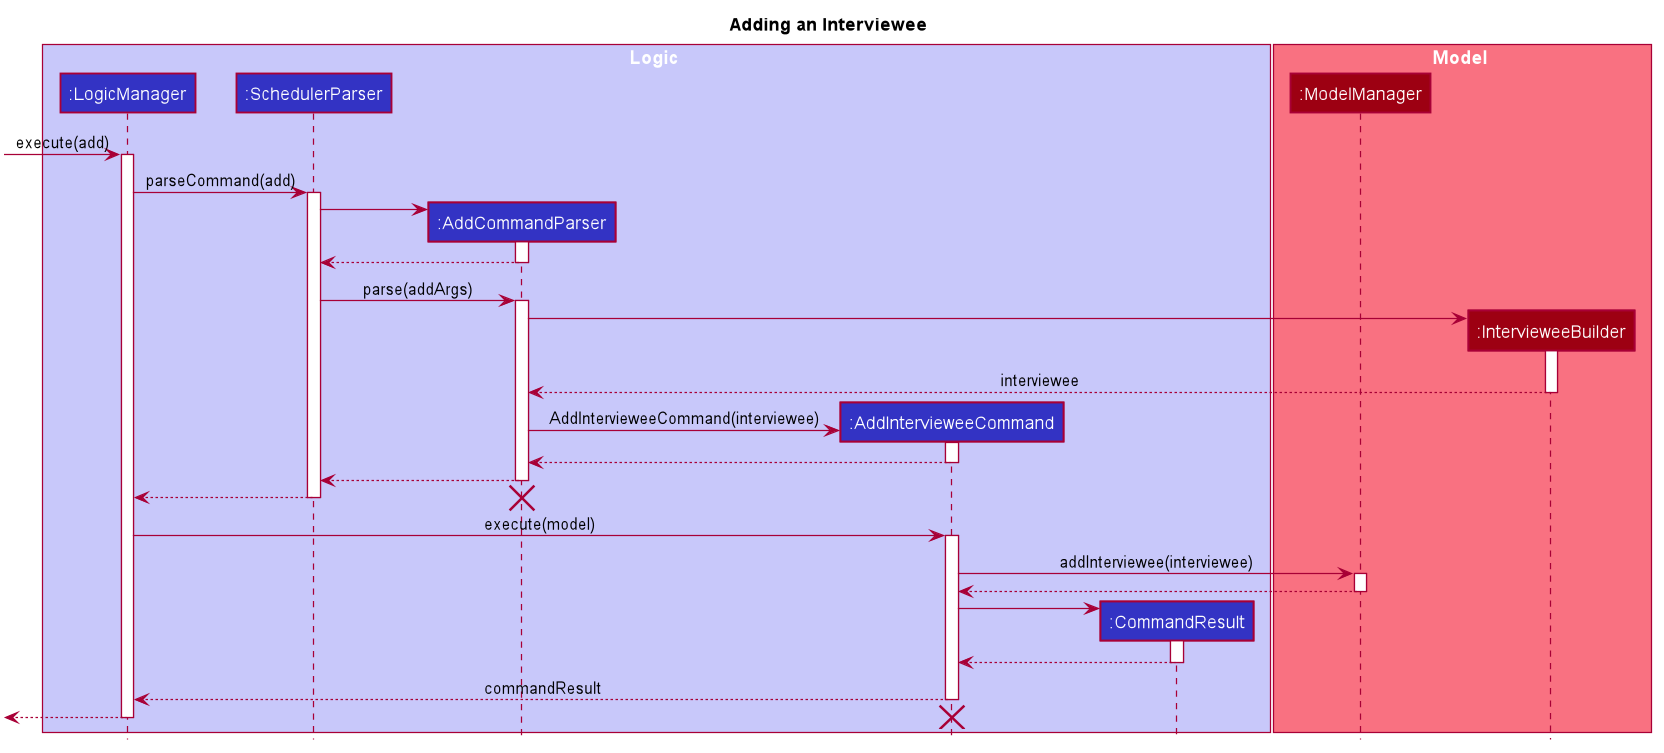 Adding an Interviewee
Logic
Model
:LogicManager
:SchedulerParser
:ModelManager
execute(add)
parseCommand(add)
:AddCommandParser
parse(addArgs)
:IntervieweeBuilder
interviewee
AddIntervieweeCommand(interviewee)
:AddIntervieweeCommand
execute(model)
addInterviewee(interviewee)
:CommandResult
commandResult